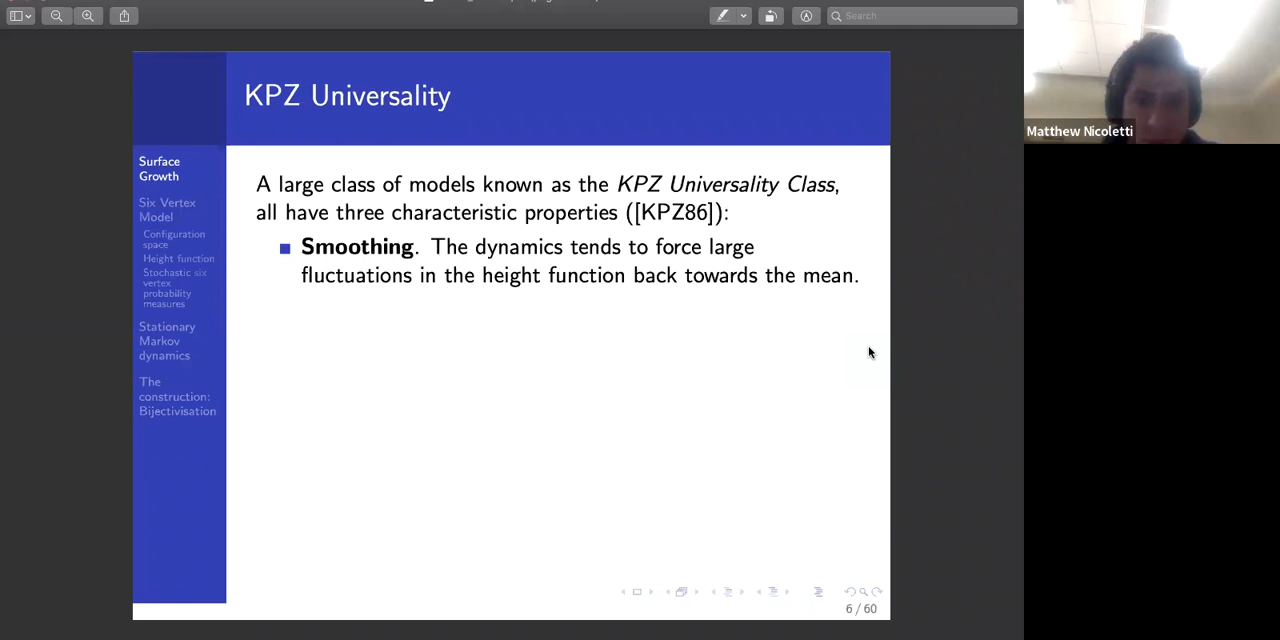 Search
KPZ Universality
Surface
Growth
Six Vertex
Model
Configuration
space
Height function
Stochastic six
vertex
probability
measures
Stationary
Markov
dynamics
The
construction:
Bijectivisation
A large class of models known as the KPZ Universality Class,
all have three characteristic properties ([KPZ86]):
Smoothing. The dynamics tends to force large
fluctuations in the height function back towards the mean.
6 / 60
Matthew Nicoletti